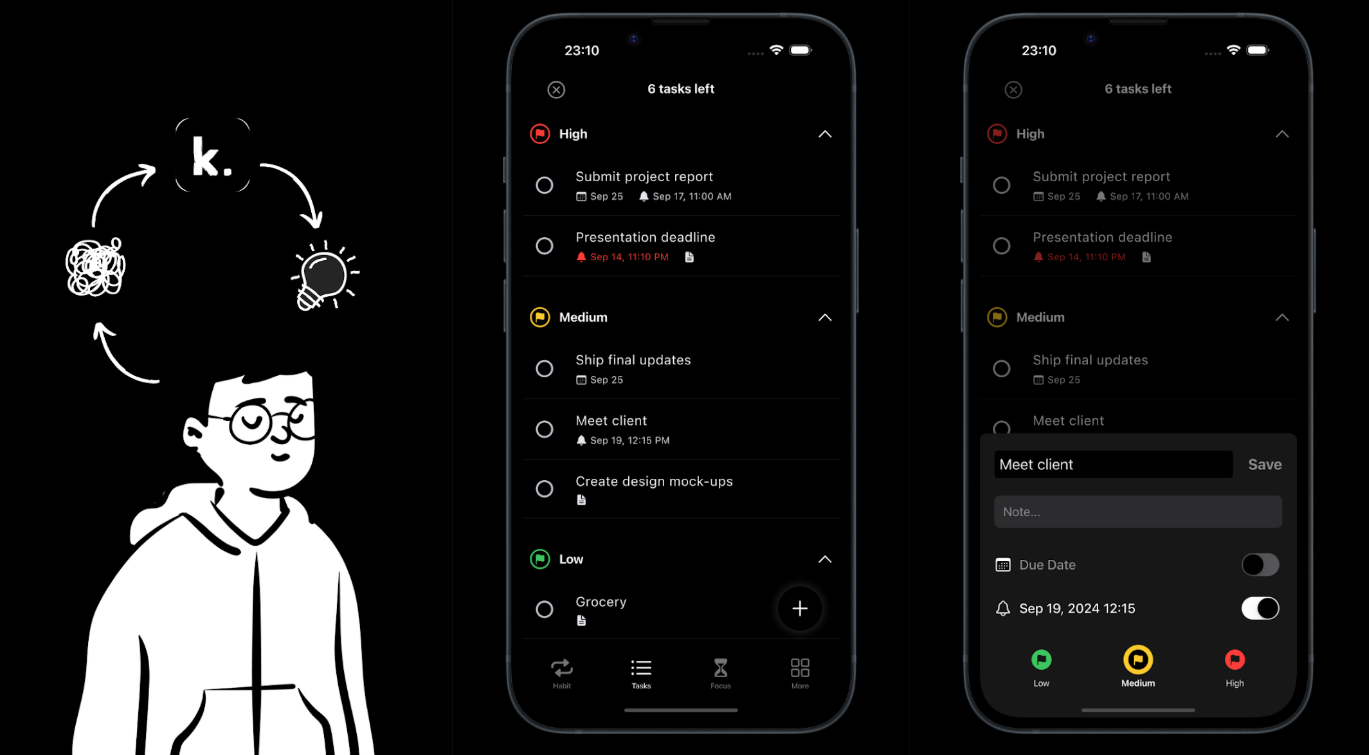 k.
23:10
6 tasks left
High
Submit project report
Sep 25 Sep 17, 11:00 AM
Presentation deadline
Sep 14, 11:10 PM
Medium
Ship final updates
Sep 25
Meet client
Sep 19, 12:15 PM
Create design mock-ups
Low
Grocery
+
Habit Tasks Focus More
23:10
6 tasks left
High
Submit project report
Sep 25 Sep 17, 11:00 AM
Presentation deadline
Sep 14, 11:10 PM
Medium
Ship final updates
Sep 25
Meet client
Meet client Save
Note...
Due Date
Sep 19, 2024 12:15
Low Medium High